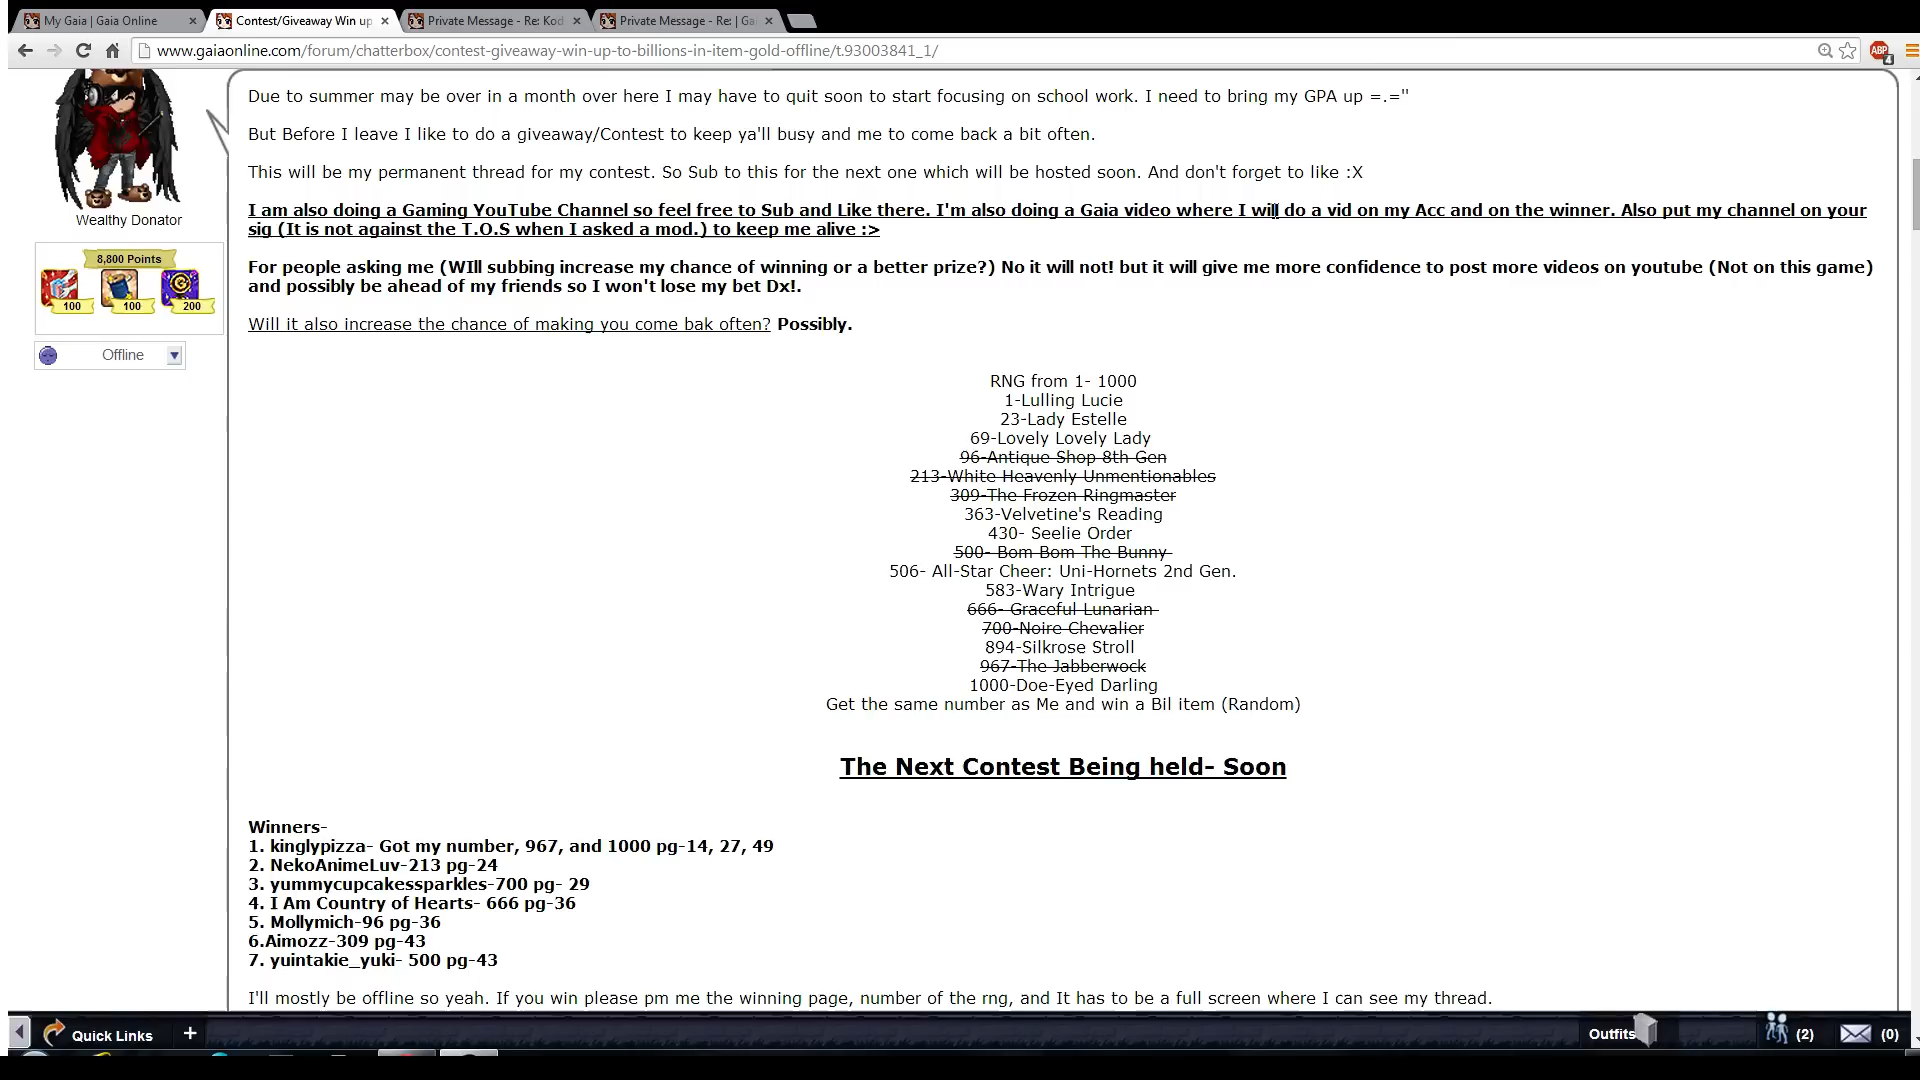 My Gaia | Gaia Online
Contest/Giveaway Win up
Private Message - Re: Kod
Private Message - Re: | Ga
www.gaiaonline.com/forum/chatterbox/contest-giveaway-win-up-to-billions-in-item-gold-offline/t.93003841_1/
ABP
4
Due to summer may be over in a month over here I may have to quit soon to start focusing on school work. I need to bring my GPA up =.="
But Before I leave I like to do a giveaway/Contest to keep ya'll busy and me to come back a bit often.
This will be my permanent thread for my contest. So Sub to this for the next one which will be hosted soon. And don't forget to like :X
Wealthy Donator
I am also doing a Gaming YouTube Channel so feel free to Sub and Like there. I'm also doing a Gaia video where I will do a vid on my Acc and on the winner. Also put my channel on your
sig (It is not against the T.O.S when I asked a mod.) to keep me alive :>
8,800 Points
100
100
200
For people asking me (WIll subbing increase my chance of winning or a better prize?) No it will not! but it will give me more confidence to post more videos on youtube (Not on this game)
and possibly be ahead of my friends so I won't lose my bet Dx!.
Will it also increase the chance of making you come bak often? Possibly.
Offline
RNG from 1- 1000
1-Lulling Lucie
23-Lady Estelle
69-Lovely Lovely Lady
96-Antique Shop 8th Gen
213-White Heavenly Unmentionables
309-The Frozen Ringmaster
363-Velvetine's Reading
430- Seelie Order
500- Bom Bom The Bunny
506- All-Star Cheer: Uni-Hornets 2nd Gen.
583-Wary Intrigue
666- Graceful Lunarian
700-Noire Chevalier
894-Silkrose Stroll
967-The Jabberwock
1000-Doe-Eyed Darling
Get the same number as Me and win a Bil item (Random)
The Next Contest Being held- Soon
Winners-
1. kinglypizza- Got my number, 967, and 1000 pg-14, 27, 49
2. NekoAnimeLuv-213 pg-24
3. yummycupcakessparkles-700 pg- 29
4. I Am Country of Hearts- 666 pg-36
5. Mollymich-96 pg-36
6.Aimozz-309 pg-43
7. yuintakie_yuki- 500 pg-43
I'll mostly be offline so yeah. If you win please pm me the winning page, number of the rng, and It has to be a full screen where I can see my thread.
Quick Links
+
Outfits
(2)
(0)